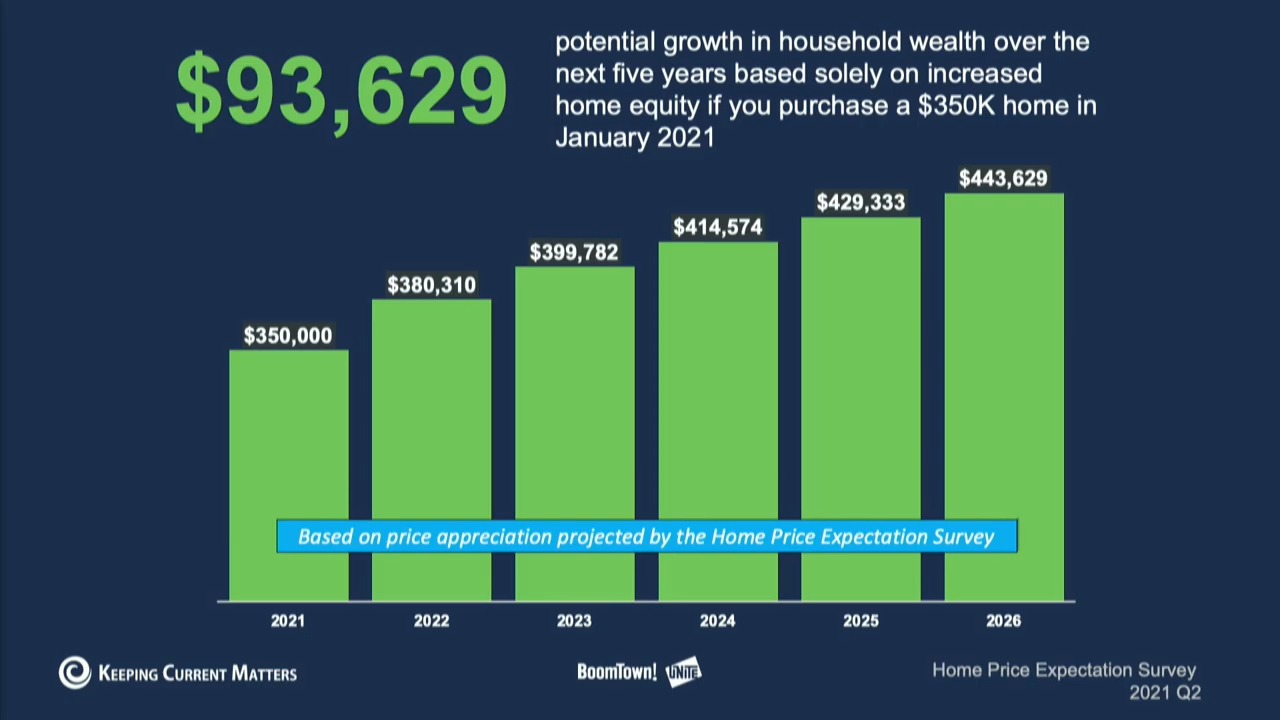 $93,629
potential growth in household wealth over the
next five years based solely on increased
home equity if you purchase a $350K home in
January 2021
$350,000
$380,310
$399,782
$414,574
$429,333
$443,629
Based on price appreciation projected by the Home Price Expectation Survey
2021 2022 2023 2024 2025 2026
KEEPING CURRENT MATTERS
BoomTown! UNITE
Home Price Expectation Survey
2021 Q2